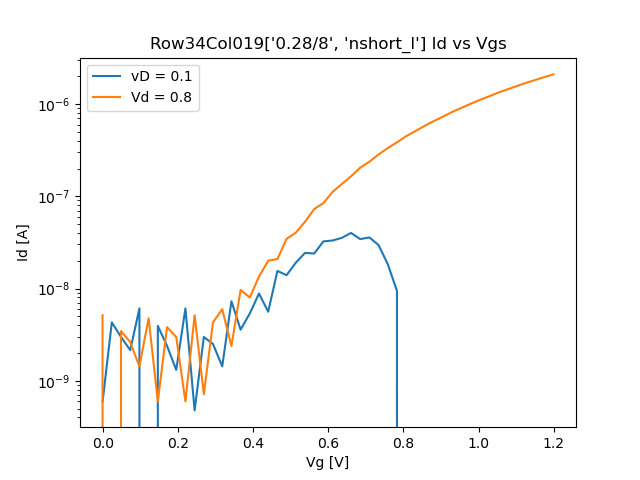 Row34Col019['0.28/8', 'nshort_l'] Id vs Vgs
vD = 0.1
Vd = 0.8
Id [A]
10^-6
10^-7
10^-8
10^-9
0.0 0.2 0.4 0.6 0.8 1.0 1.2
Vg [V]